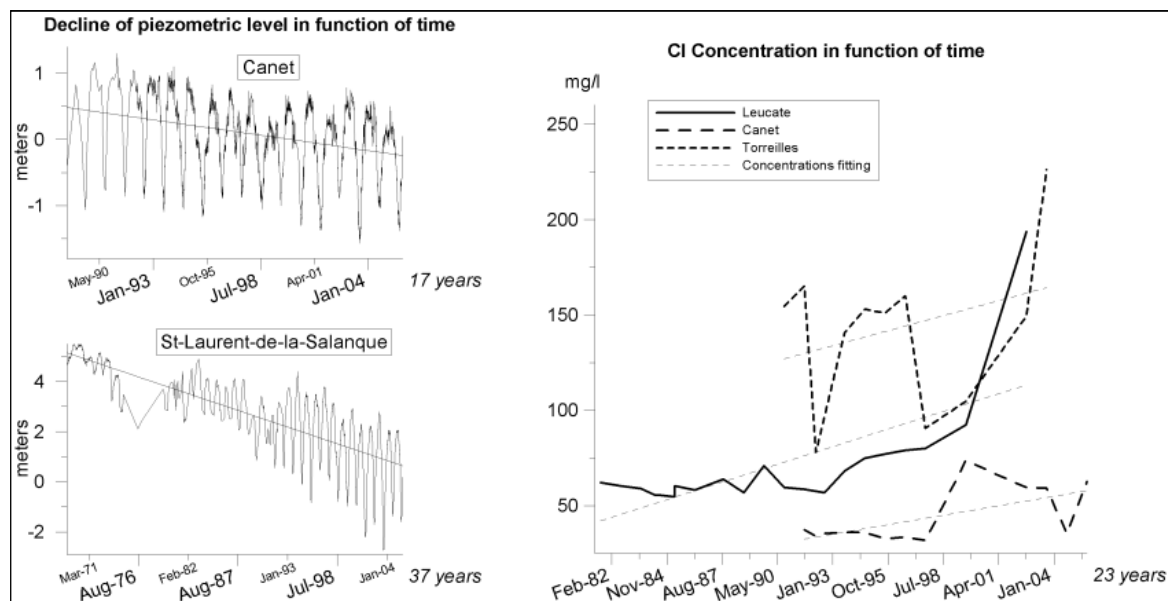 Decline of piezometric level in function of time
Canet
meters
1
0
-1
May-90
Jan-93
Oct-95
Jul-98
Apr-01
Jan-04
17 years
St-Laurent-de-la-Salanque
meters
4
2
0
-2
Mar-71
Aug-76
Feb-82
Aug-87
Jan-93
Jul-98
Jan-04
37 years
Cl Concentration in function of time
mg/l
Leucate
Canet
Torreilles
Concentrations fitting
250
200
150
100
50
Feb-82
Nov-84
Aug-87
May-90
Jan-93
Oct-95
Jul-98
Apr-01
Jan-04
23 years